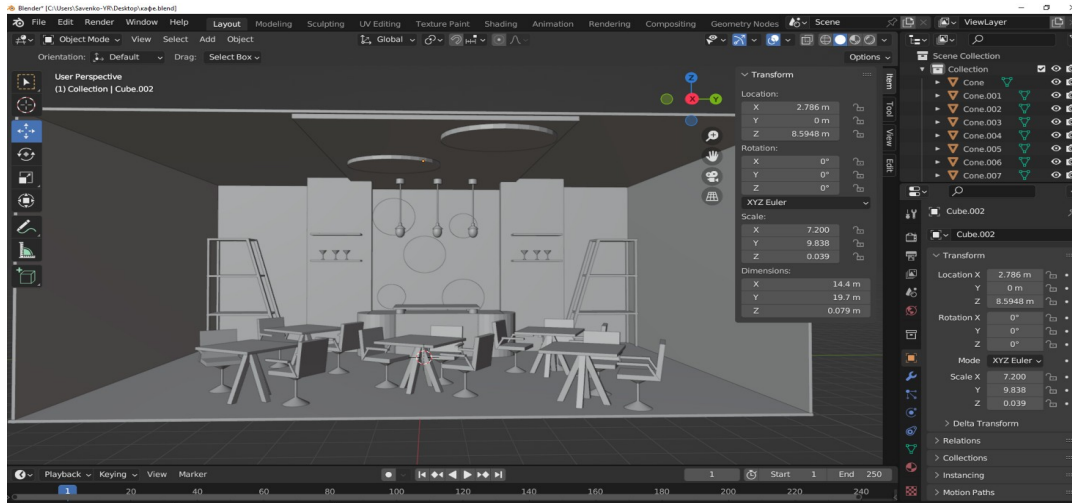 Blender* [C:\Users\Savenko-YR\Desktop\кафе.blend]
File Edit Render Window Help Layout Modeling Sculpting UV Editing Texture Paint Shading Animation Rendering Compositing Geometry Nodes Scene ViewLayer
Object Mode View Select Add Object Global
Orientation: Default Drag: Select Box Options
User Perspective
(1) Collection | Cube.002
Z
X
Y
Transform
Location:
X 2.786 m
Y 0 m
Z 8.5948 m
Rotation:
X 0°
Y 0°
Z 0°
XYZ Euler
Scale:
X 7.200
Y 9.838
Z 0.039
Dimensions:
X 14.4 m
Y 19.7 m
Z 0.079 m
Item
Tool
View
Edit
Scene Collection
Collection
Cone
Cone.001
Cone.002
Cone.003
Cone.004
Cone.005
Cone.006
Cone.007
Cube.002
Cube.002
Transform
Location X 2.786 m
Y 0 m
Z 8.5948 m
Rotation X 0°
Y 0°
Z 0°
Mode XYZ Euler
Scale X 7.200
Y 9.838
Z 0.039
Delta Transform
Relations
Collections
Instancing
Motion Paths
Playback Keying View Marker 1 Start 1 End 250
1 20 40 60 80 100 120 140 160 180 200 220 240